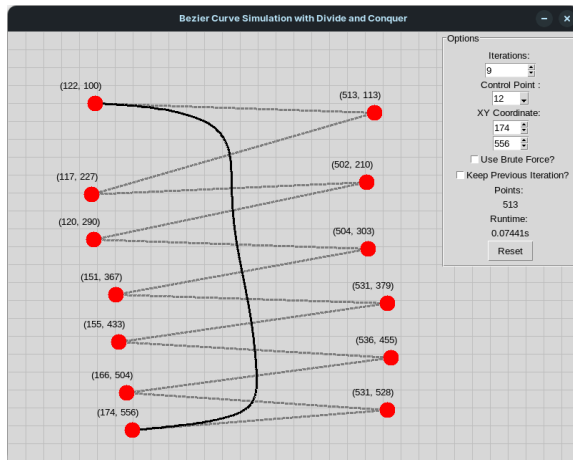 Bezier Curve Simulation with Divide and Conquer
Options
Iterations:
9
Control Point :
12
XY Coordinate:
174
556
Use Brute Force?
Keep Previous Iteration?
Points:
513
Runtime:
0.07441s
Reset
(122, 100)
(513, 113)
(502, 210)
(117, 227)
(120, 290)
(504, 303)
(151, 367)
(531, 379)
(155, 433)
(536, 455)
(166, 504)
(531, 528)
(174, 556)